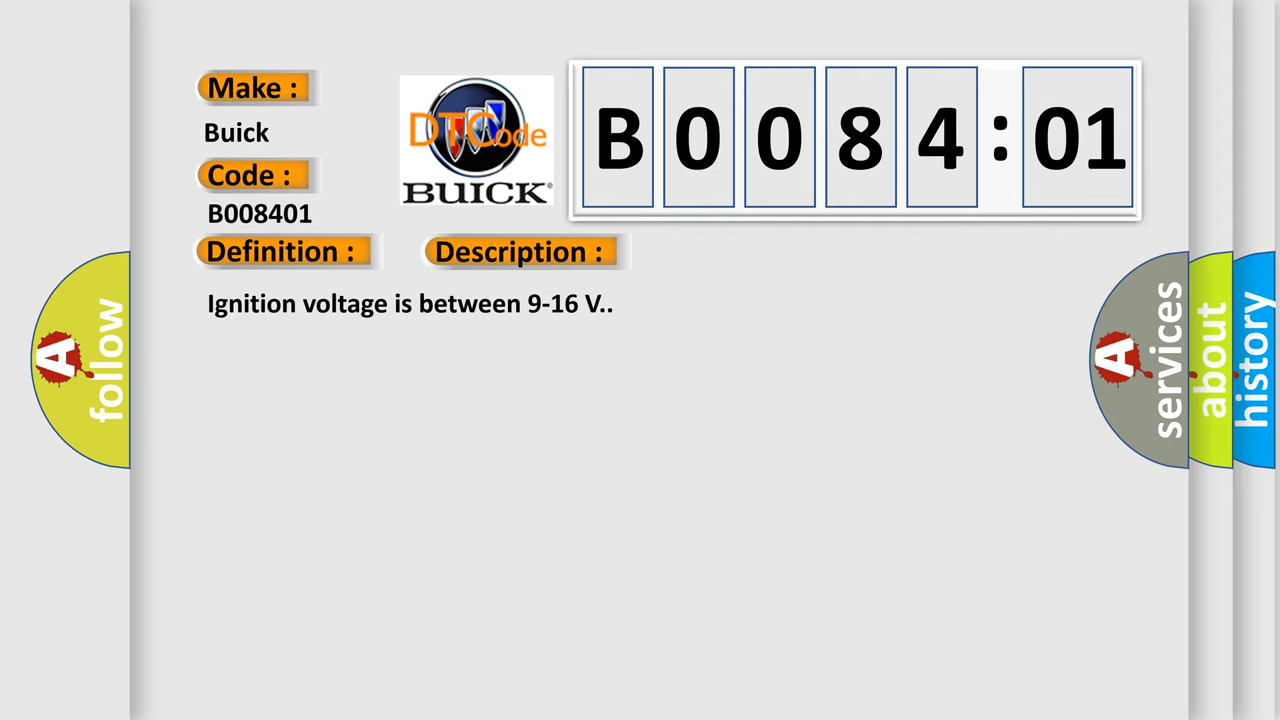 Make :
Buick
Code :
B008401
Definition :
Description :
Ignition voltage is between 9-16 V..
DTCode
BUICK®
B 0 0 8 4 : 01
A follow
A services
about
history